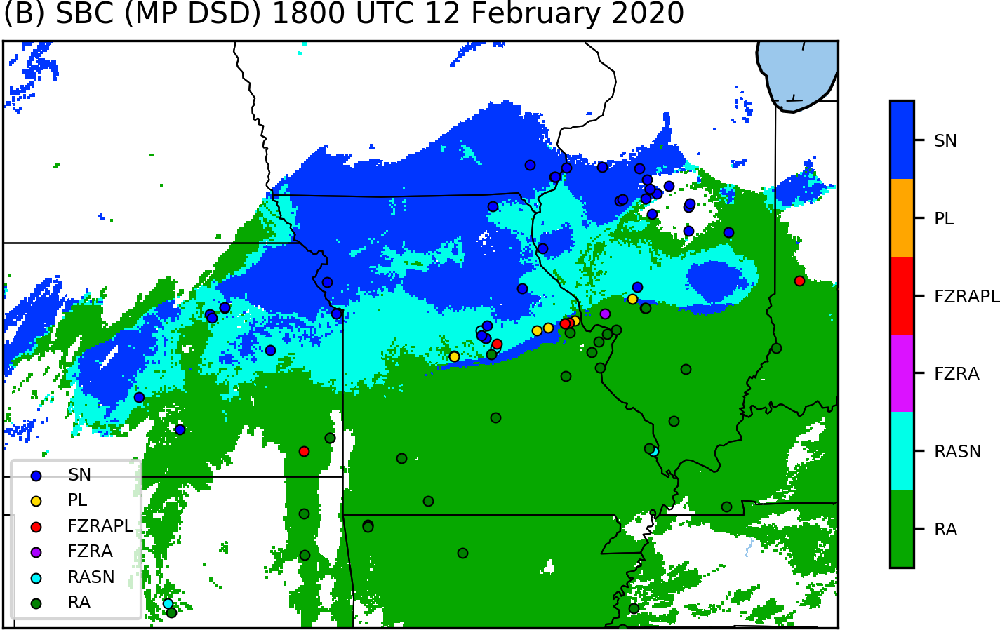 (B) SBC (MP DSD) 1800 UTC 12 February 2020
SN
PL
FZRAPL
FZRA
RASN
RA
SN
PL
FZRAPL
FZRA
RASN
RA